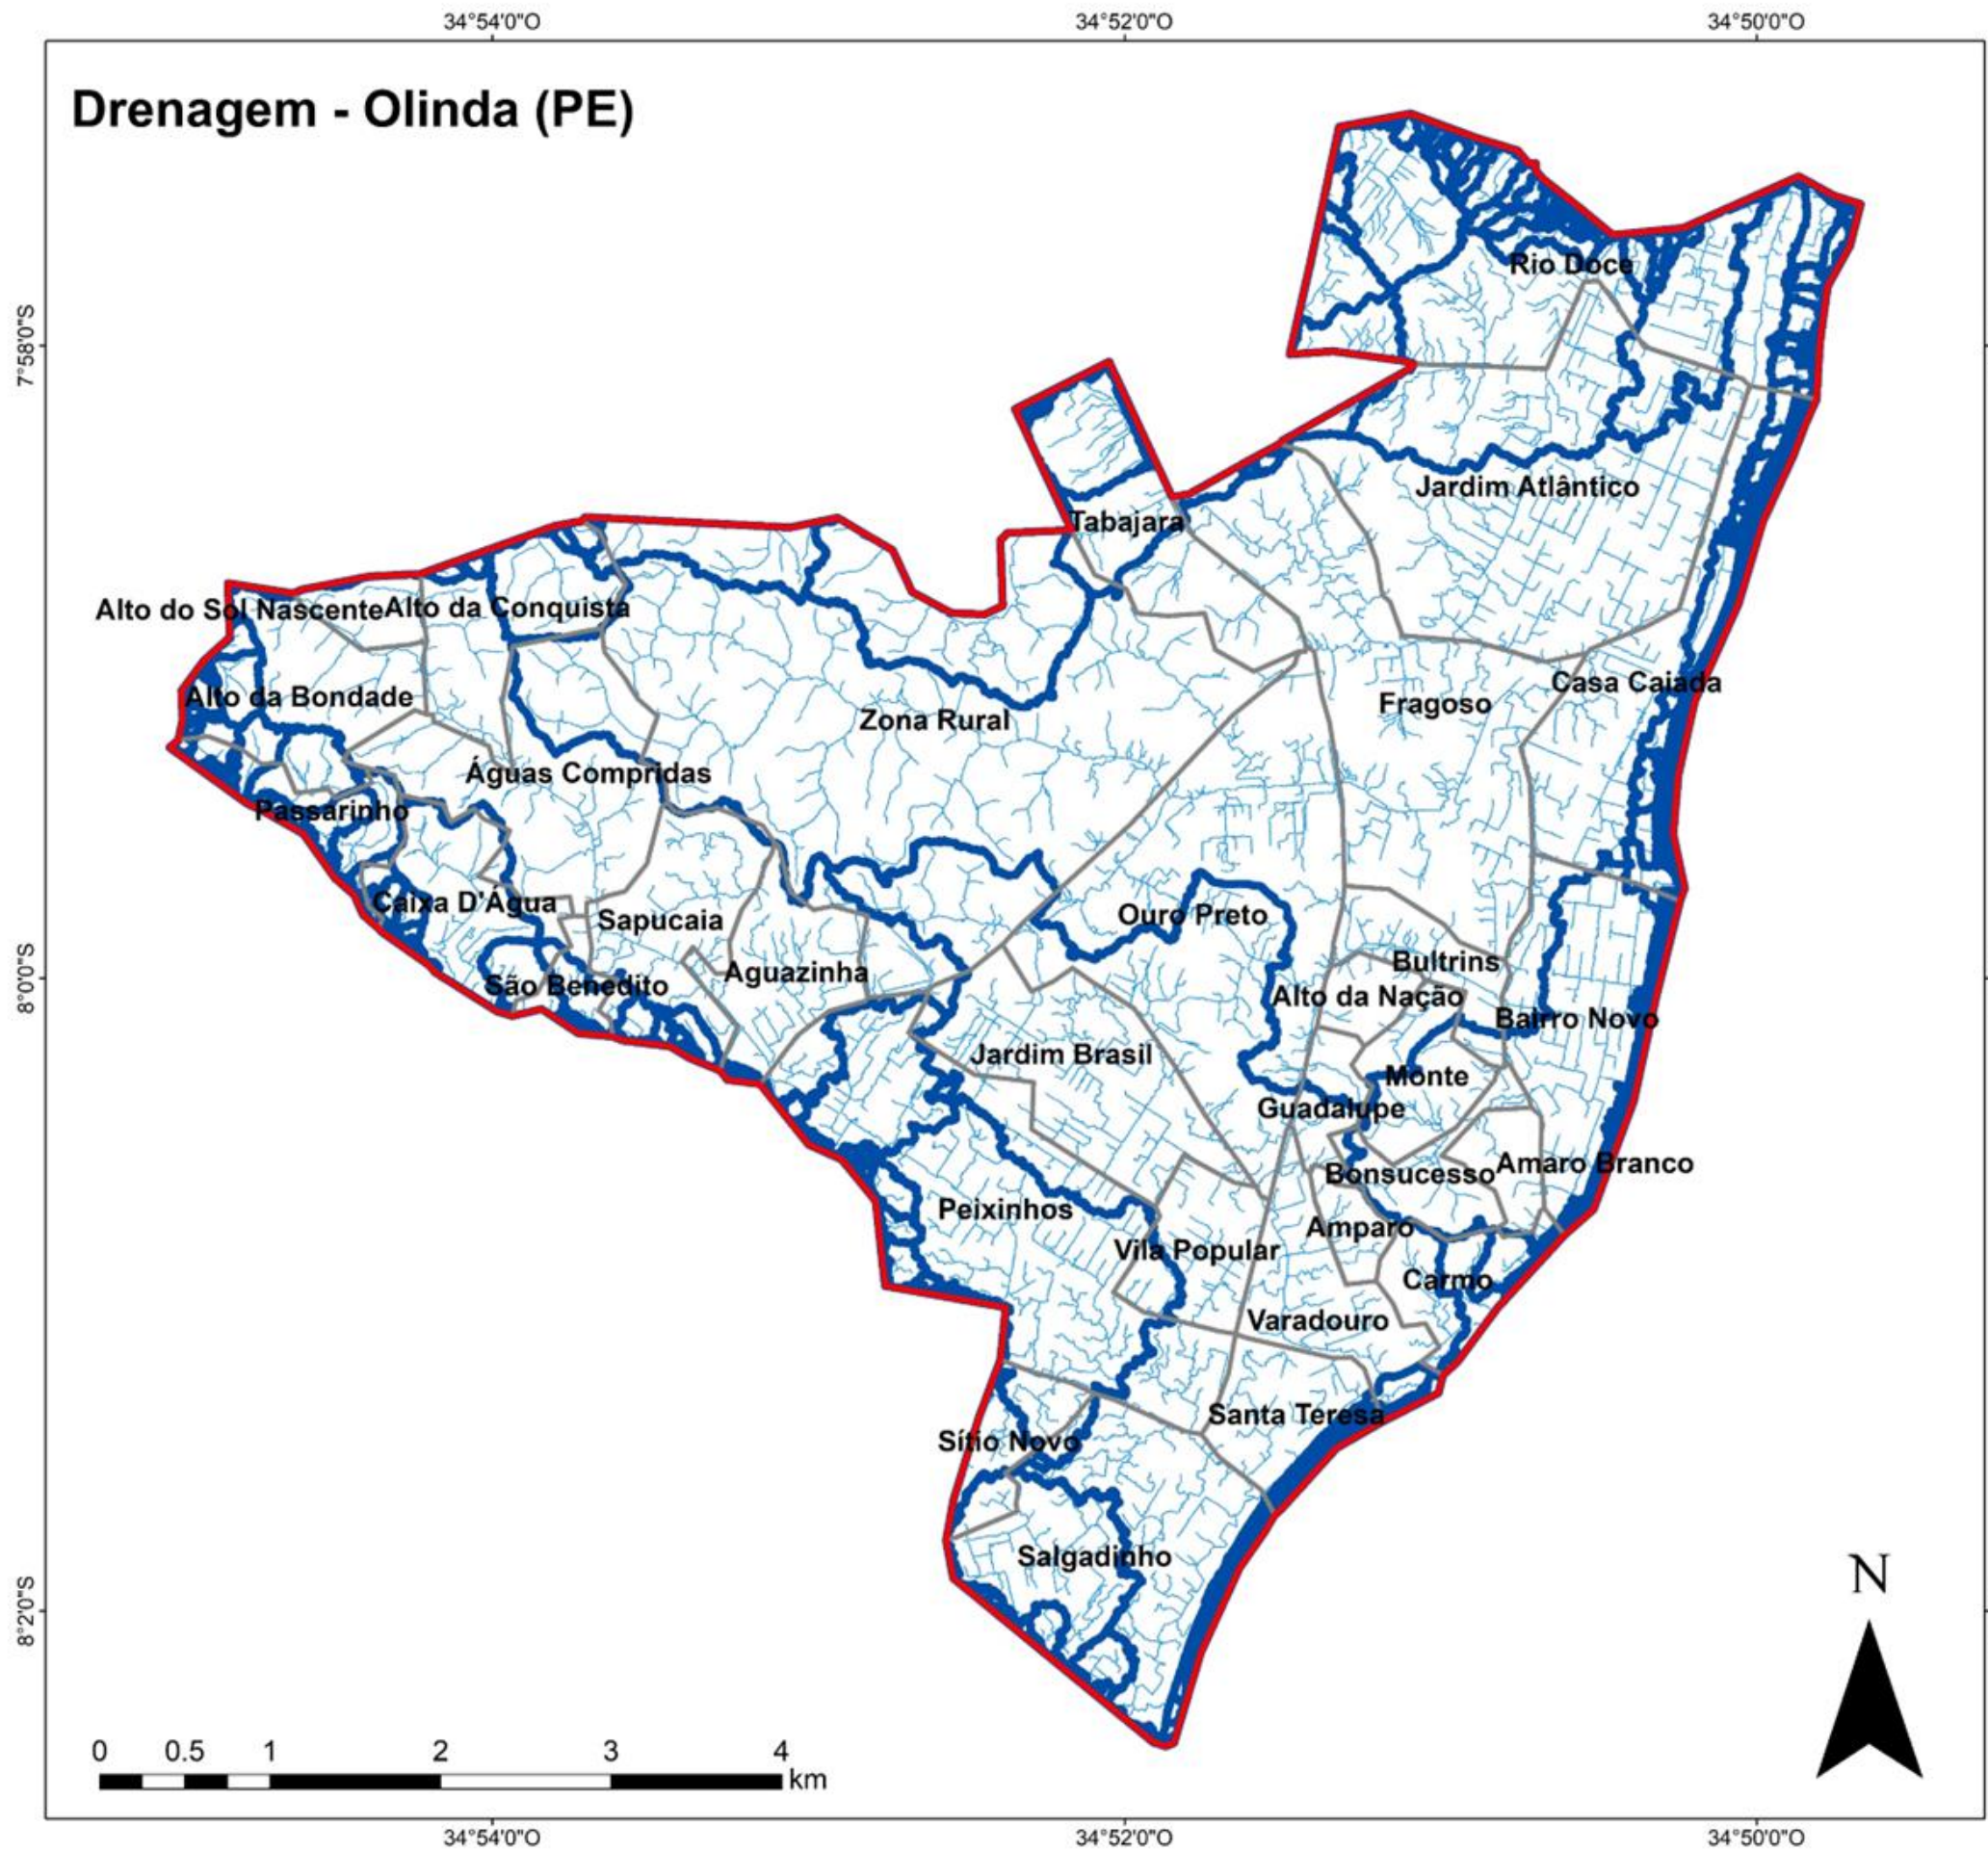 34°54'0"O 34°52'0"O 34°50'0"O
Drenagem - Olinda (PE)
Rio Doce
7°58'0"S
Jardim Atlântico
Tabajara
Alto do Sol Nascente Alto da Conquista
Casa Caiada
Alto da Bondade
Fragoso
Zona Rural
Águas Compridas
Passarinho
Caixa D'Água
Sapucaia
Ouro Preto
Bultrins
Aguazinha
8°0'0"S
São Benedito
Alto da Nação
Bairro Novo
Jardim Brasil
Monte
Guadalupe
Amaro Branco
Bonsucesso
Peixinhos
Amparo
Vila Popular
Carmo
Varadouro
Santa Teresa
Sítio Novo
Salgadinho
N
8°2'0"S
0 0.5 1 2 3 4
km
34°54'0"O 34°52'0"O 34°50'0"O